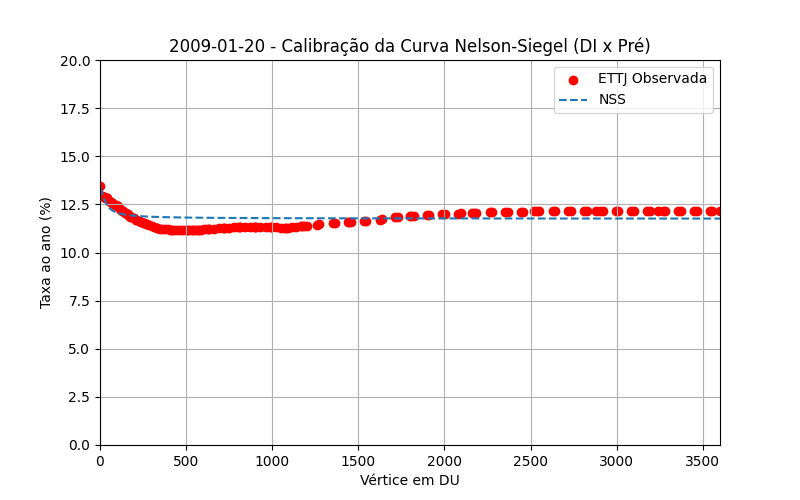 2009-01-20 - Calibração da Curva Nelson-Siegel (DI x Pré)
20.0
17.5
15.0
12.5
10.0
7.5
5.0
2.5
0.0
Taxa ao ano (%)
ETTJ Observada
NSS
0 500 1000 1500 2000 2500 3000 3500
Vértice em DU